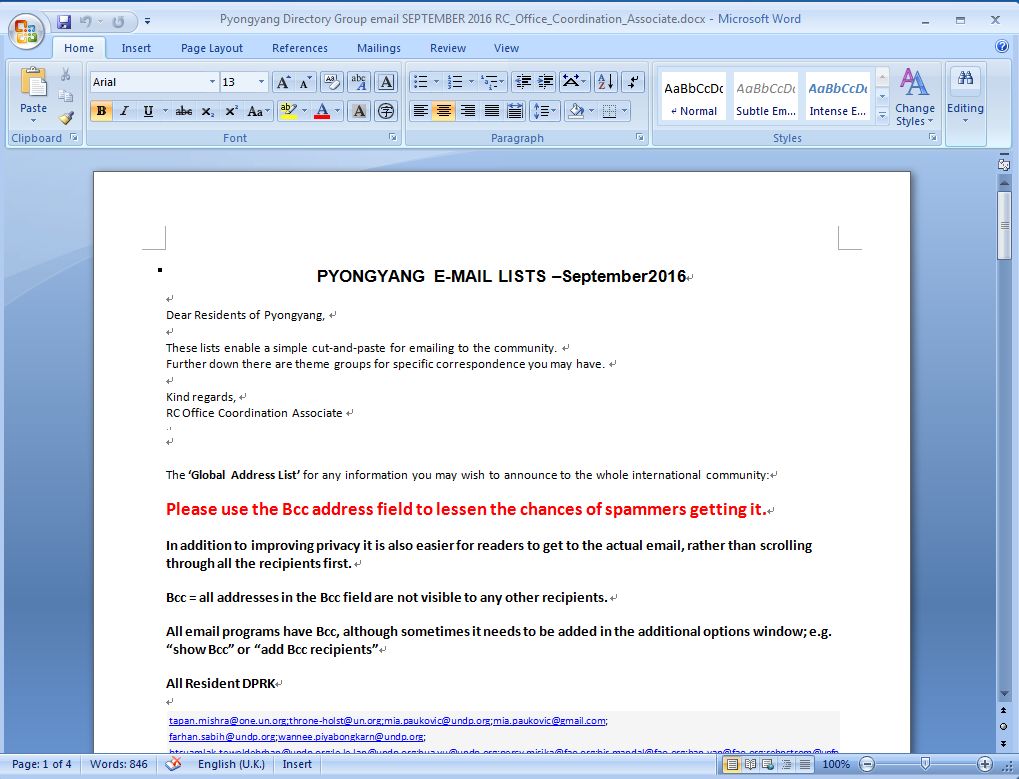 Pyongyang Directory Group email SEPTEMBER 2016 RC_Office_Coordination_Associate.docx - Microsoft Word
Home Insert Page Layout References Mailings Review View
Arial 13
Paste
B I U abc X₂ X² Aa A A
AaBbCcDc AaBbCcDc AaBbCcDc
Normal Subtle Em... Intense E...
Change Styles
Editing
Clipboard Font Paragraph Styles
PYONGYANG E-MAIL LISTS –September2016
Dear Residents of Pyongyang,
These lists enable a simple cut-and-paste for emailing to the community.
Further down there are theme groups for specific correspondence you may have.
Kind regards,
RC Office Coordination Associate
The ‘Global Address List’ for any information you may wish to announce to the whole international community:
Please use the Bcc address field to lessen the chances of spammers getting it.
In addition to improving privacy it is also easier for readers to get to the actual email, rather than scrolling
through all the recipients first.
Bcc = all addresses in the Bcc field are not visible to any other recipients.
All email programs have Bcc, although sometimes it needs to be added in the additional options window; e.g.
“show Bcc” or “add Bcc recipients”
All Resident DPRK
tapan.mishra@one.un.org;throne-holst@un.org;mia.paukovic@undp.org;mia.paukovic@gmail.com;
farhan.sabih@undp.org;wannee.piyabongkarn@undp.org;
Page: 1 of 4 Words: 846 English (U.K.) Insert 100%